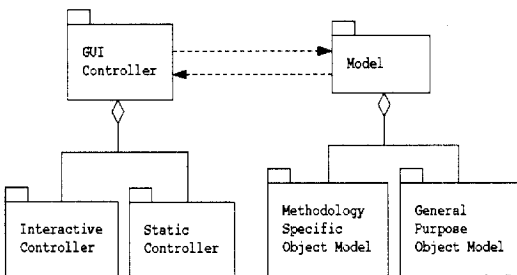 GUI
Controller
Model
Interactive
Controller
Static
Controller
Methodology
Specific
Object Model
General
Purpose
Object Model